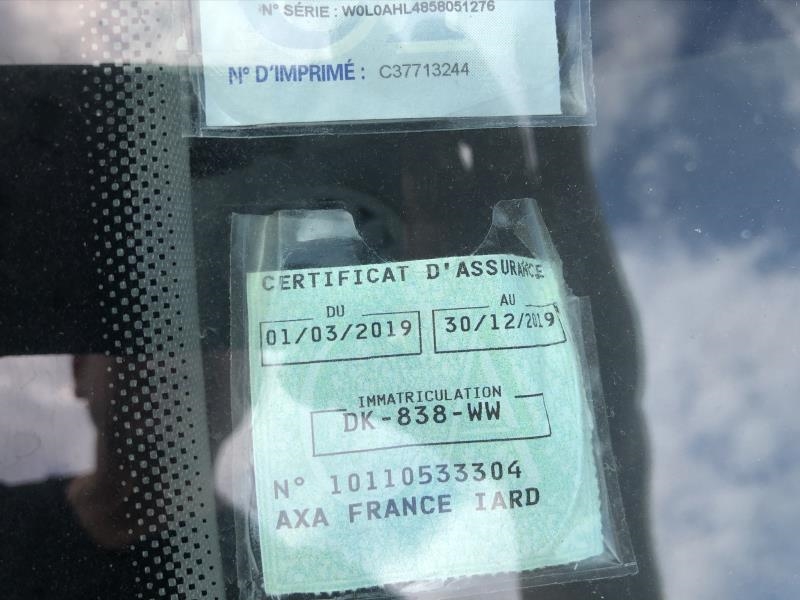 N° SÉRIE : W0L0AHL4858051276
N° D'IMPRIMÉ : C37713244
CERTIFICAT D'ASSURANCE
DU AU
01/03/2019 30/12/2019
IMMATRICULATION
DK-838-WW
N° 10110533304
AXA FRANCE IARD